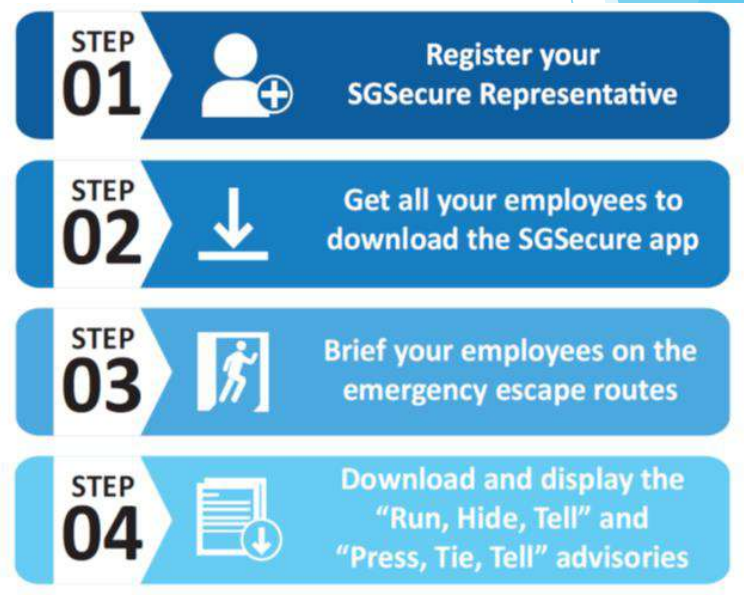 STEP
01
Register your
SGSecure Representative
STEP
02
Get all your employees to
download the SGSecure app
STEP
03
Brief your employees on the
emergency escape routes
STEP
04
Download and display the
“Run, Hide, Tell” and
“Press, Tie, Tell” advisories